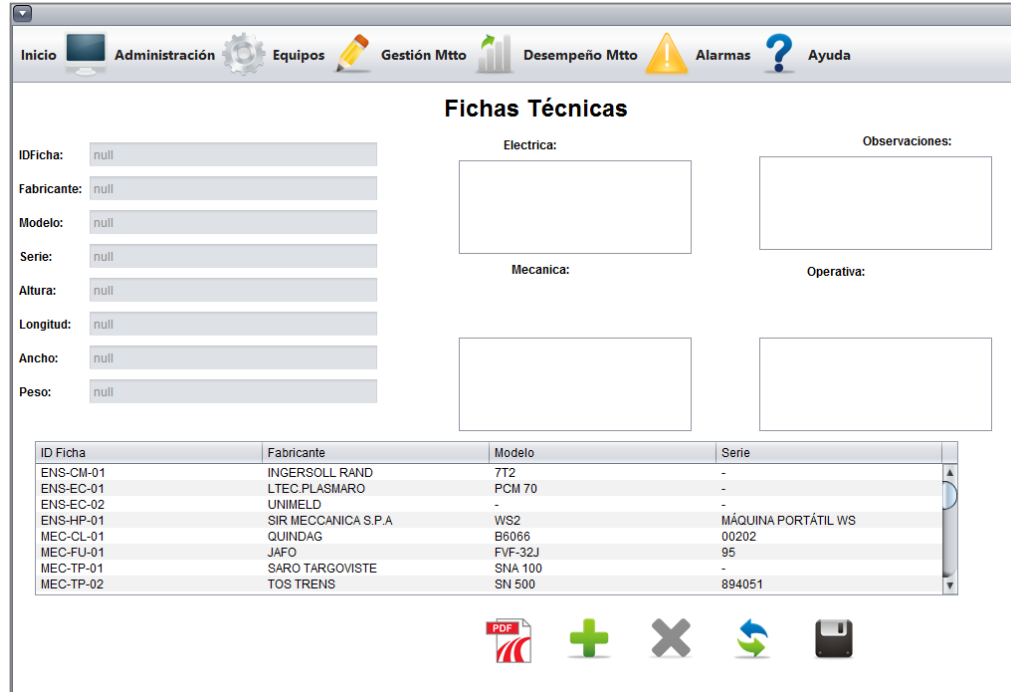 Inicio Administración Equipos Gestión Mtto Desempeño Mtto Alarmas ? Ayuda
Fichas Técnicas
IDFicha: null
Fabricante: null
Modelo: null
Serie: null
Altura: null
Longitud: null
Ancho: null
Peso: null
Electrica:
Observaciones:
Mecanica:
Operativa:
ID Ficha Fabricante Modelo Serie
ENS-CM-01 INGERSOLL RAND 7T2 -
ENS-EC-01 LTEC.PLASMARO PCM 70 -
ENS-EC-02 UNIMELD - -
ENS-HP-01 SIR MECCANICA S.P.A WS2 MÁQUINA PORTÁTIL WS
MEC-CL-01 QUINDAG B6066 00202
MEC-FU-01 JAFO FVF-32J 95
MEC-TP-01 SARO TARGOVISTE SNA 100 -
MEC-TP-02 TOS TRENS SN 500 894051
PDF